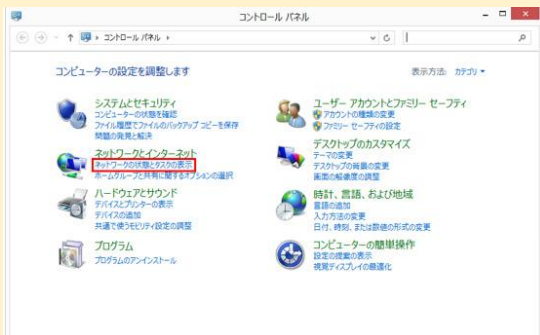 コントロール パネル
コントロール パネル
コンピューターの設定を調整します
表示方法: カテゴリ
システムとセキュリティ
コンピューターの状態を確認
ファイル履歴でファイルのバックアップ コピーを保存
問題の発見と解決
ネットワークとインターネット
ネットワークの状態とタスクの表示
ホームグループと共有に関するオプションの選択
ハードウェアとサウンド
デバイスとプリンターの表示
デバイスの追加
共通で使うモビリティ設定の調整
プログラム
プログラムのアンインストール
ユーザー アカウントとファミリー セーフティ
アカウントの種類の変更
ファミリー セーフティの設定
デスクトップのカスタマイズ
テーマの変更
デスクトップの背景の変更
画面の解像度の調整
時計、言語、および地域
言語の追加
入力方法の変更
日付、時刻、または数値の形式の変更
コンピューターの簡単操作
設定の提案の表示
視覚ディスプレイの最適化